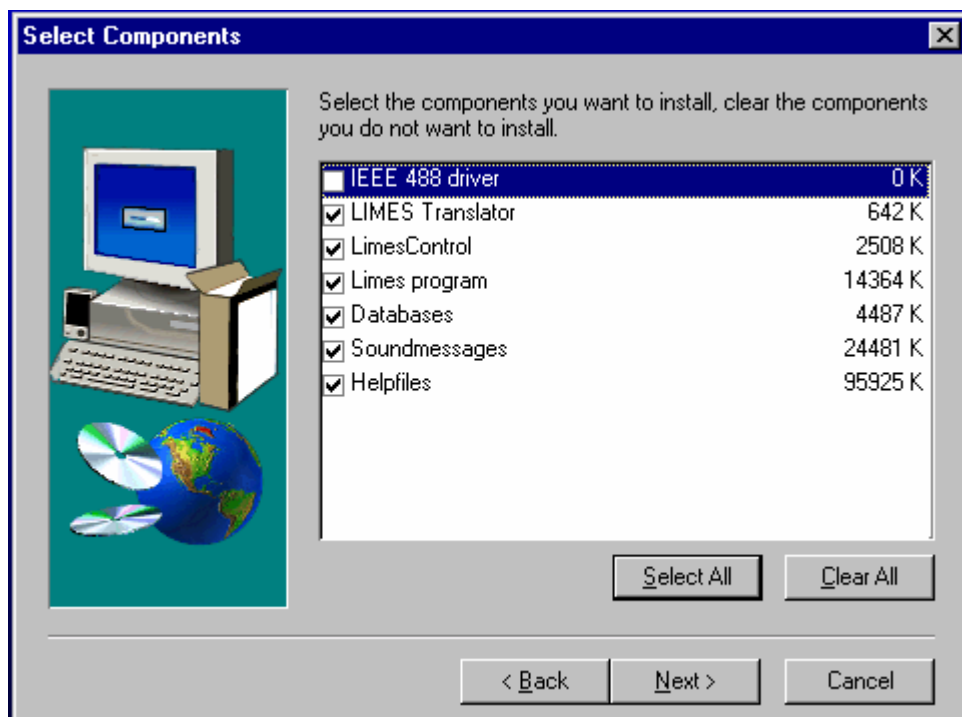 Select Components
Select the components you want to install, clear the components
you do not want to install.
IEEE 488 driver 0 K
LIMES Translator 642 K
LimesControl 2508 K
Limes program 14364 K
Databases 4487 K
Soundmessages 24481 K
Helpfiles 95925 K
Select All Clear All
< Back Next > Cancel